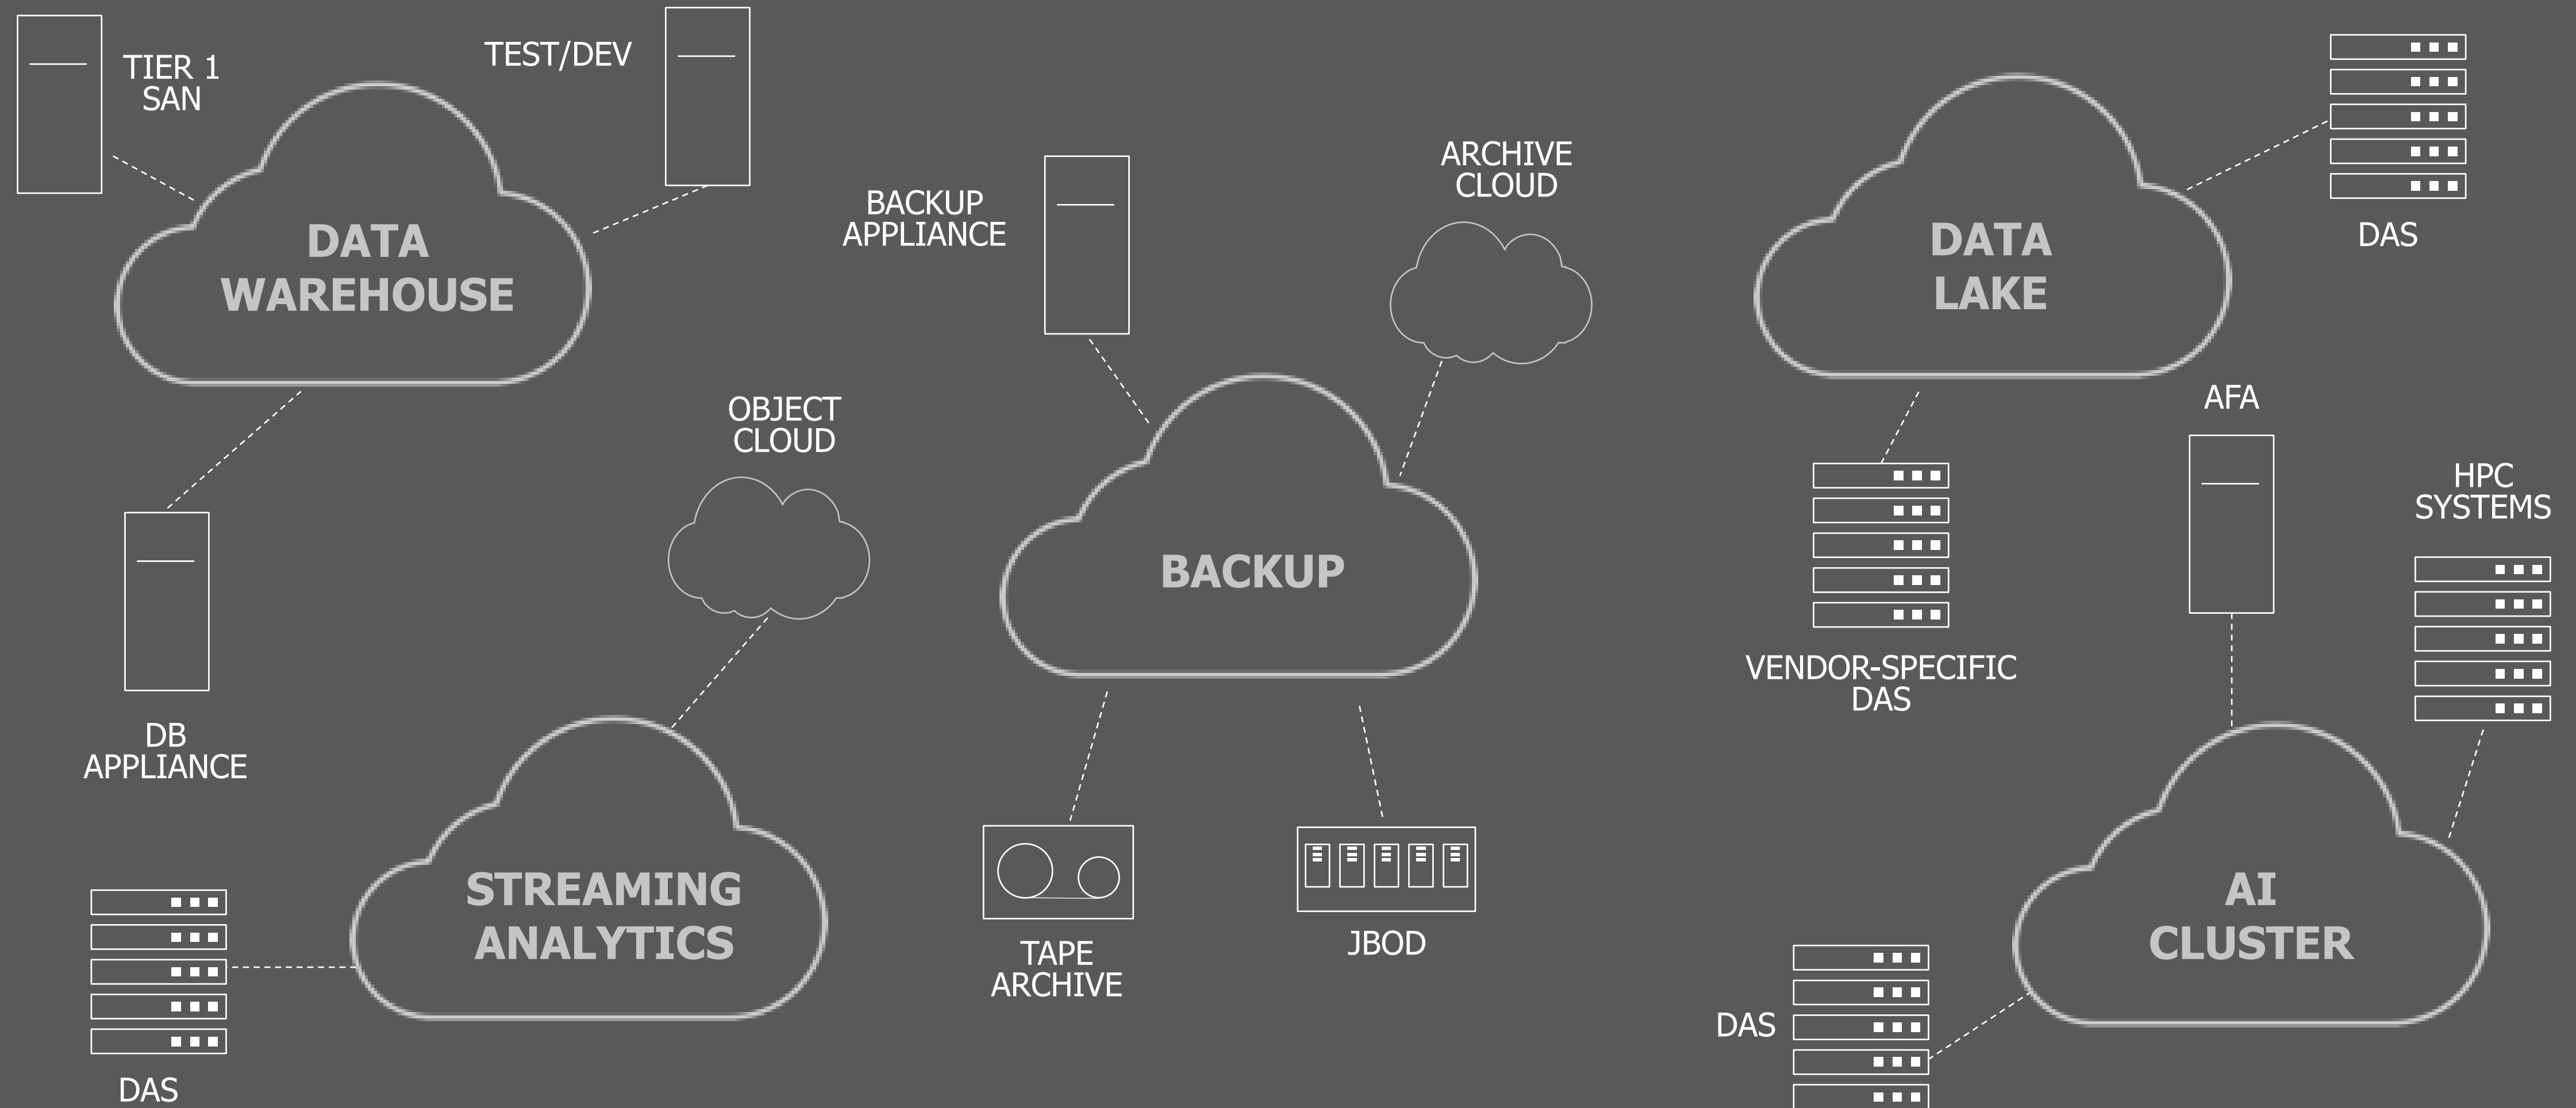 TIER 1
SAN
TEST/DEV
DATA
WAREHOUSE
DB
APPLIANCE
OBJECT
CLOUD
STREAMING
ANALYTICS
DAS
BACKUP
APPLIANCE
ARCHIVE
CLOUD
BACKUP
TAPE
ARCHIVE
JBOD
DATA
LAKE
DAS
VENDOR-SPECIFIC
DAS
AFA
HPC
SYSTEMS
AI
CLUSTER
DAS